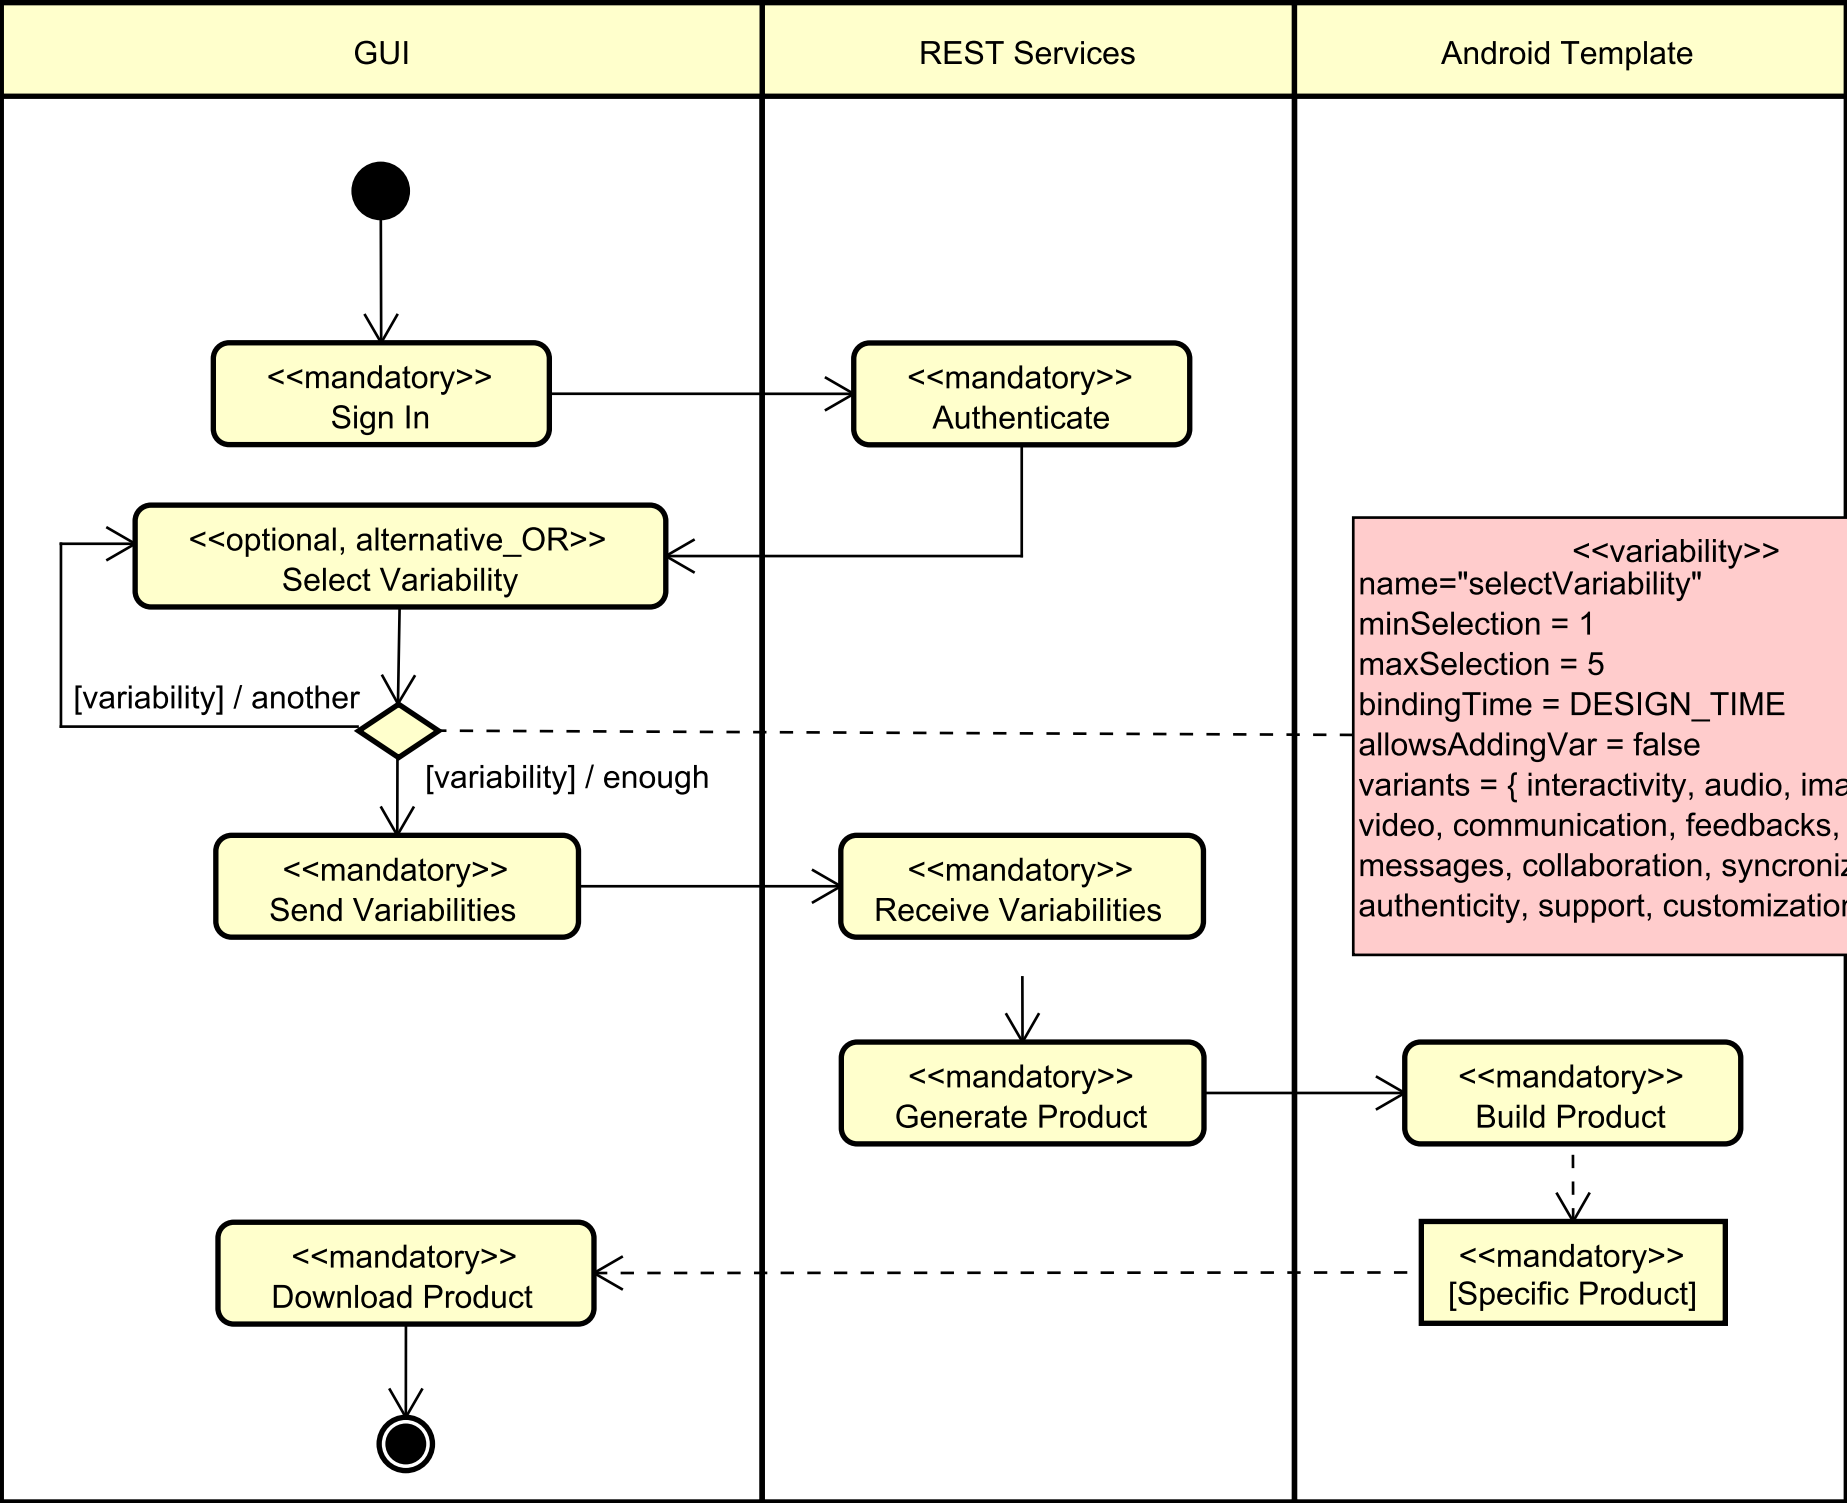 GUI
REST Services
Android Template
<<mandatory>>
Sign In
<<mandatory>>
Authenticate
<<optional, alternative_OR>>
Select Variability
<<variability>>
name="selectVariability"
minSelection = 1
maxSelection = 5
bindingTime = DESIGN_TIME
allowsAddingVar = false
variants = { interactivity, audio,
video, communication, feedbacks,
messages, collaboration,
authenticity, support,
[variability] / another
[variability] / enough
<<mandatory>>
Send Variabilities
<<mandatory>>
Receive Variabilities
<<mandatory>>
Generate Product
<<mandatory>>
Build Product
<<mandatory>>
Download Product
<<mandatory>>
[Specific Product]